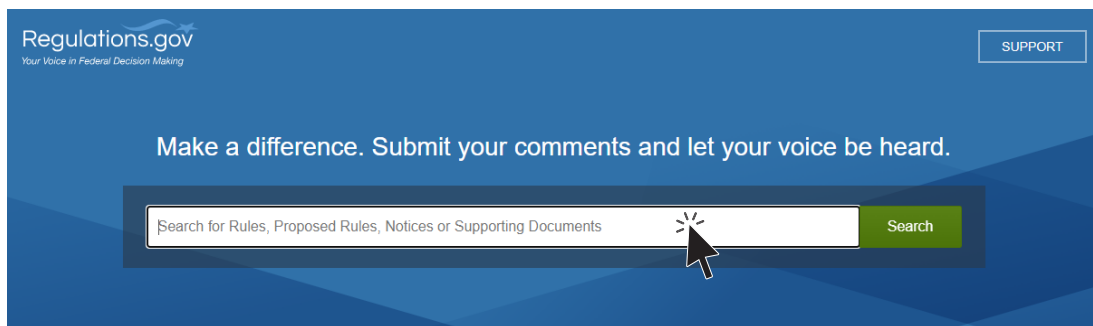 Regulations.gov
Your Voice in Federal Decision Making
SUPPORT
Make a difference. Submit your comments and let your voice be heard.
Search for Rules, Proposed Rules, Notices or Supporting Documents
Search